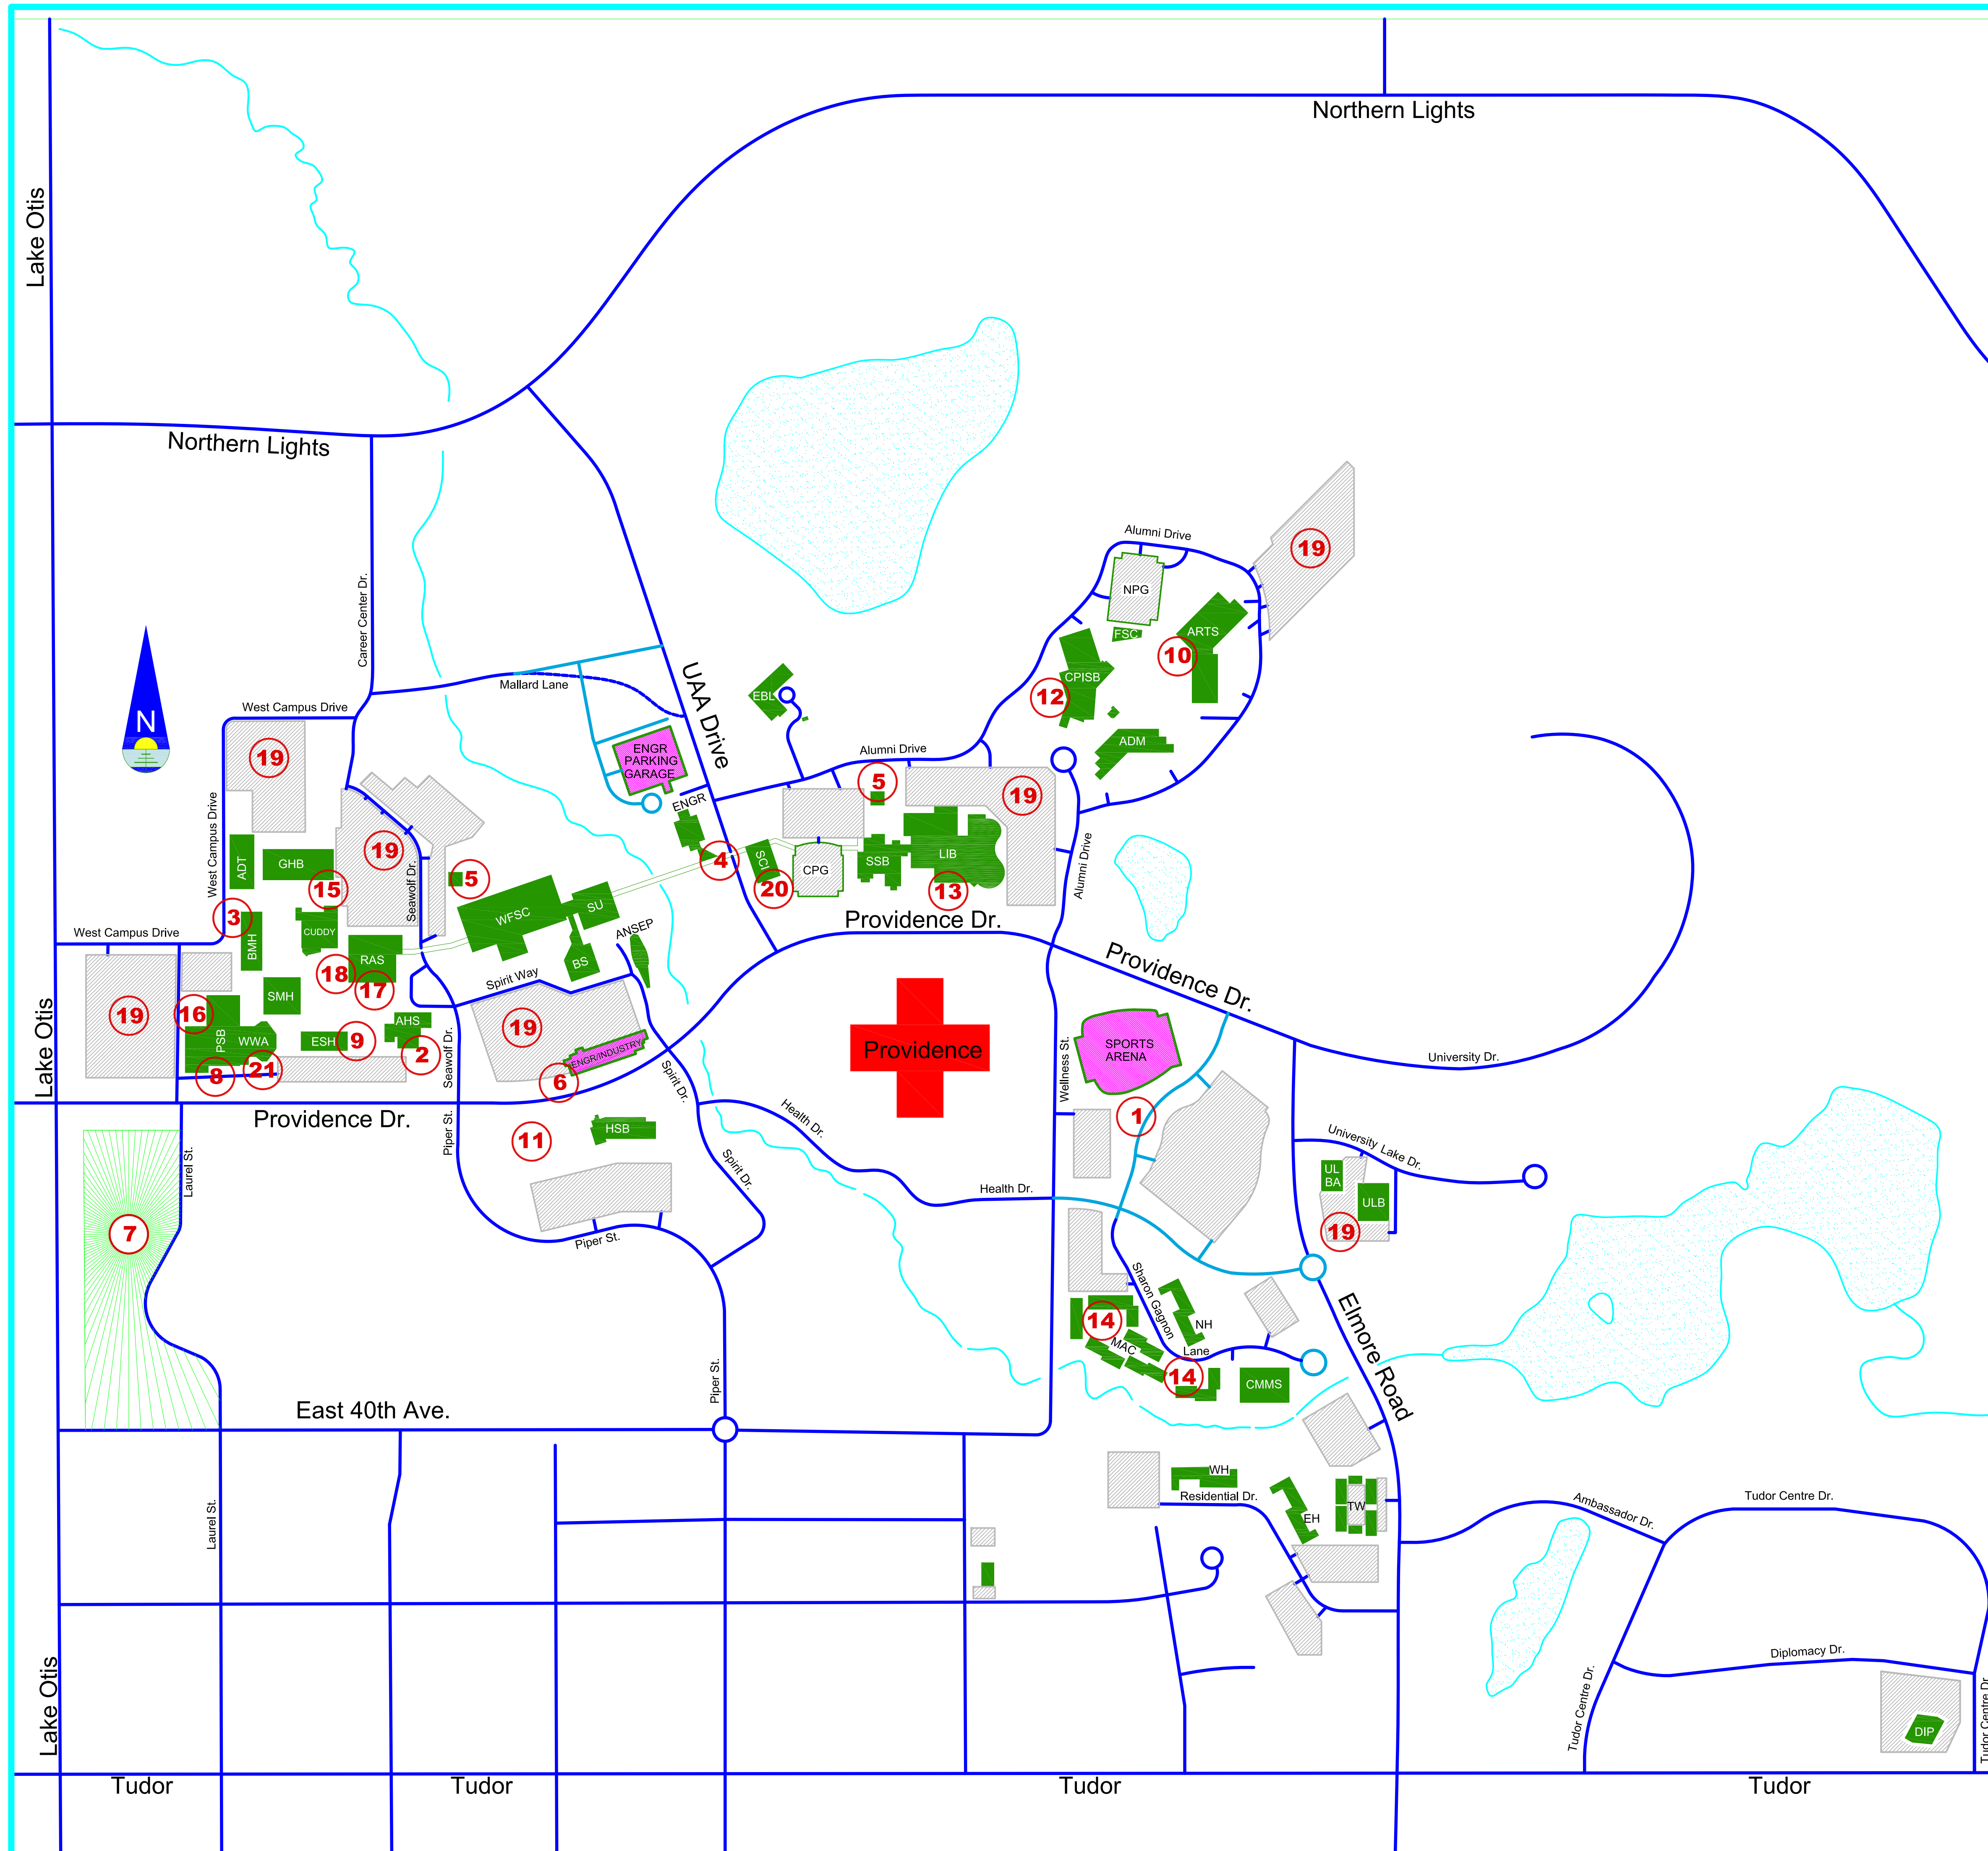 Northern Lights
Lake Otis
Northern Lights
Alumni Drive
19
NPG
Career Center Dr.
FSC
ARTS
10
UAA Drive
Mallard Lane
EBL
CPISB
12
West Campus Drive
N
ADM
ENGR
PARKING
GARAGE
Alumni Drive
19
5
19
West Campus Drive
ENGR
19
ADT
GHB
Seawolf Dr.
4
SCI
CPG
SSB
LIB
Alumni Drive
15
5
20
13
3
WFSC
SU
Providence Dr.
West Campus Drive
BMH
CUDDY
ANSEP
RAS
BS
Providence Dr.
18
17
Spirit Way
SMH
Lake Otis
19
16
PSB
WWA
ESH
9
AHS
2
19
Seawolf Dr.
ENGR/INDUSTRY
Providence
Wellness St.
SPORTS
ARENA
University Dr.
8
21
6
Spirit Dr.
Providence Dr.
Piper St.
11
HSB
Health Dr.
1
University Lake Dr.
Laurel St.
Spirit Dr.
UL
BA
ULB
Health Dr.
7
Piper St.
19
Sharon Gagnon
Lane
14
NH
MAC
14
CMMS
Elmore Road
Piper St.
East 40th Ave.
WH
Residential Dr.
EH
TW
Ambassador Dr.
Tudor Centre Dr.
Laurel St.
Lake Otis
Diplomacy Dr.
Tudor Centre Dr.
DIP
Tudor Centre Dr.
Tudor
Tudor
Tudor
Tudor